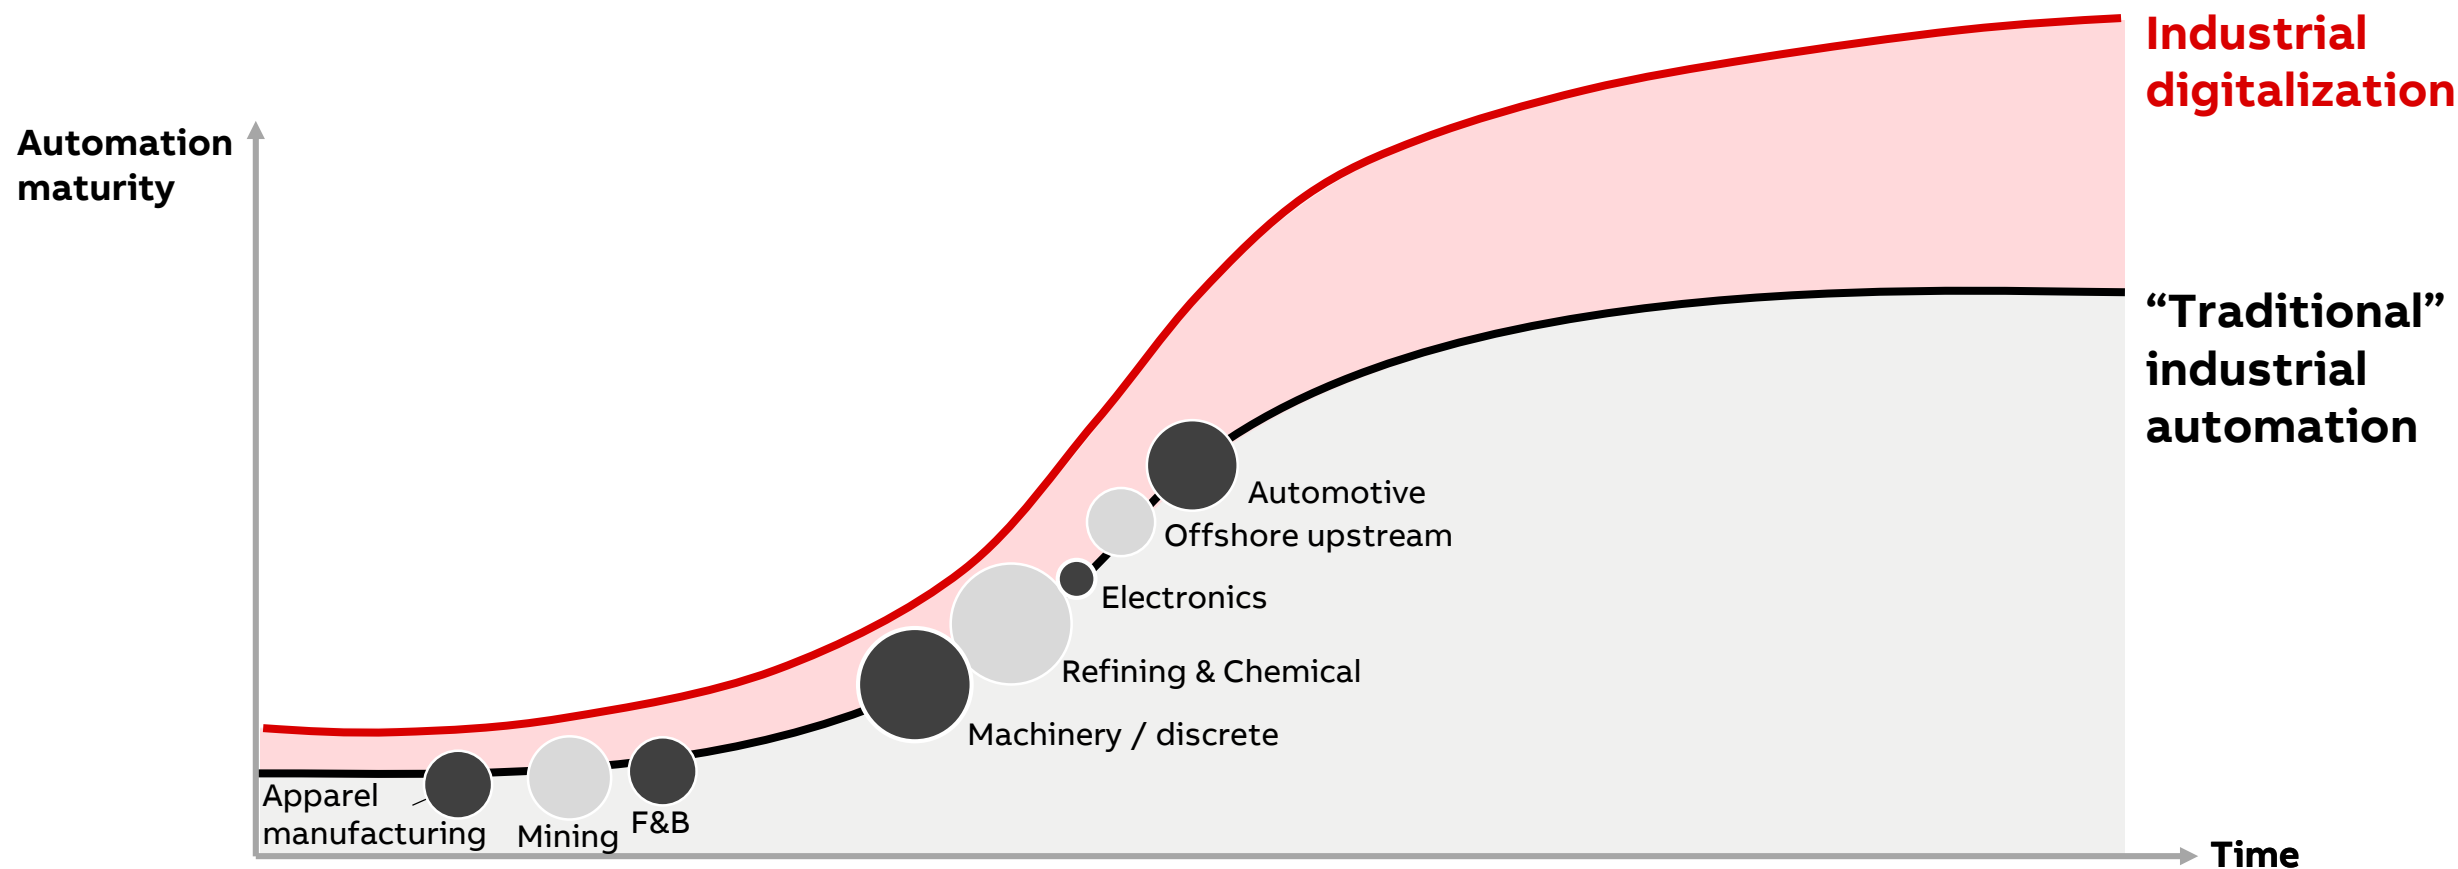 Industrial
digitalization
Automation
maturity
“Traditional”
industrial
automation
Automotive
Offshore upstream
Electronics
Refining & Chemical
Machinery / discrete
Apparel
manufacturing
Mining
F&B
Time